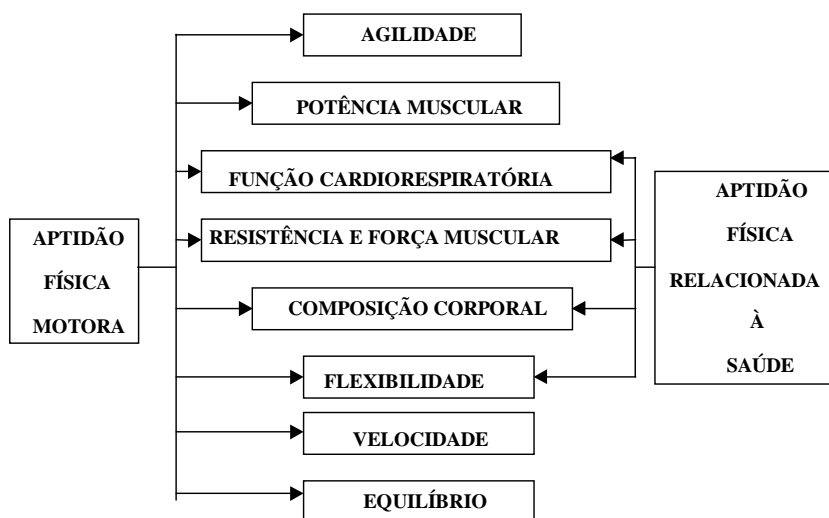 AGILIDADE
POTÊNCIA MUSCULAR
FUNÇÃO CARDIORESPIRATÓRIA
RESISTÊNCIA E FORÇA MUSCULAR
COMPOSIÇÃO CORPORAL
FLEXIBILIDADE
VELOCIDADE
EQUILÍBRIO
APTIDÃO
FÍSICA
MOTORA
APTIDÃO
FÍSICA
RELACIONADA
À
SAÚDE